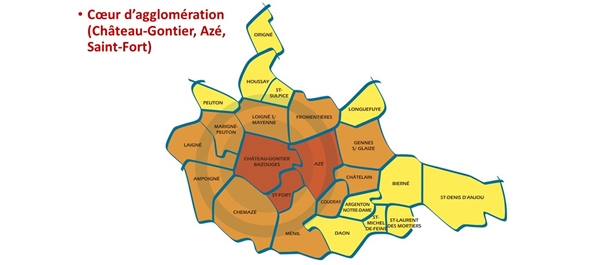 • Cœur d'agglomération
(Château-Gontier, Azé,
Saint-Fort)
ORIGNÉ
HOUSSAY
ST-
SULPICE
PEUTON
LOIGNÉ S/
MAYENNE
FROMENTIÈRES
LONGUEFUYE
MARIGNÉ-
PEUTON
LAIGNÉ
GENNES
S/ GLAIZE
CHÂTEAU-GONTIER
BAZOUGES
AZÉ
AMPOIGNÉ
CHÂTELAIN
BIERNÉ
ST-DENIS D'ANJOU
ST-FORT
COUDRAY
ARGENTON
NOTRE-DAME
CHEMAZÉ
ST-
MICHEL
DE-FEINS
ST-LAURENT
DES MORTIERS
MÉNIL
DAON